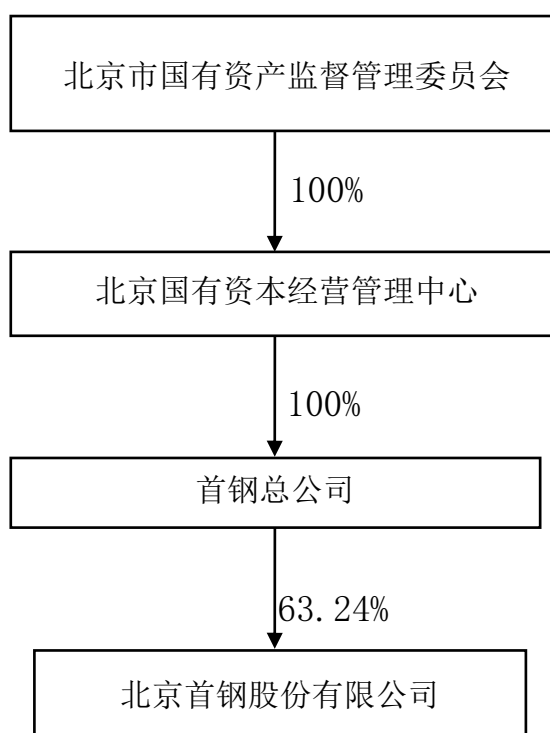 北京市国有资产监督管理委员会
100%
北京国有资本经营管理中心
100%
首钢总公司
63.24%
北京首钢股份有限公司